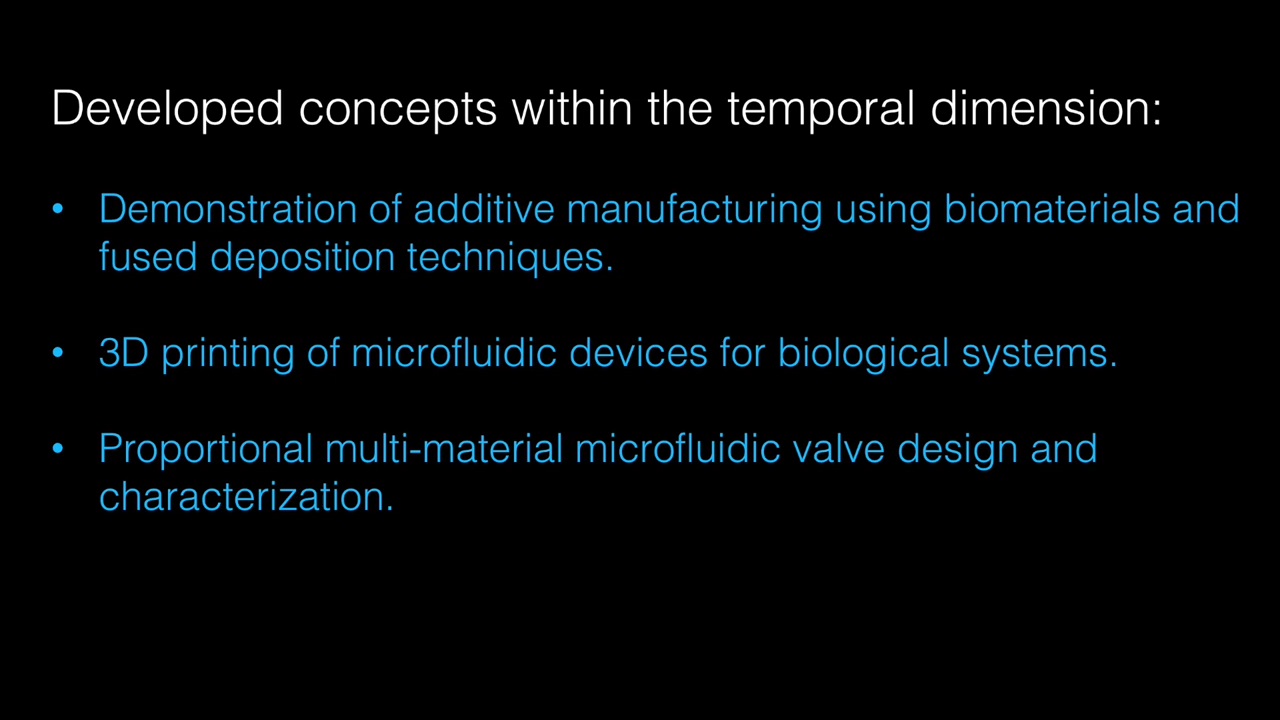 Developed concepts within the temporal dimension:
• Demonstration of additive manufacturing using biomaterials and
fused deposition techniques.
• 3D printing of microfluidic devices for biological systems.
• Proportional multi-material microfluidic valve design and
characterization.